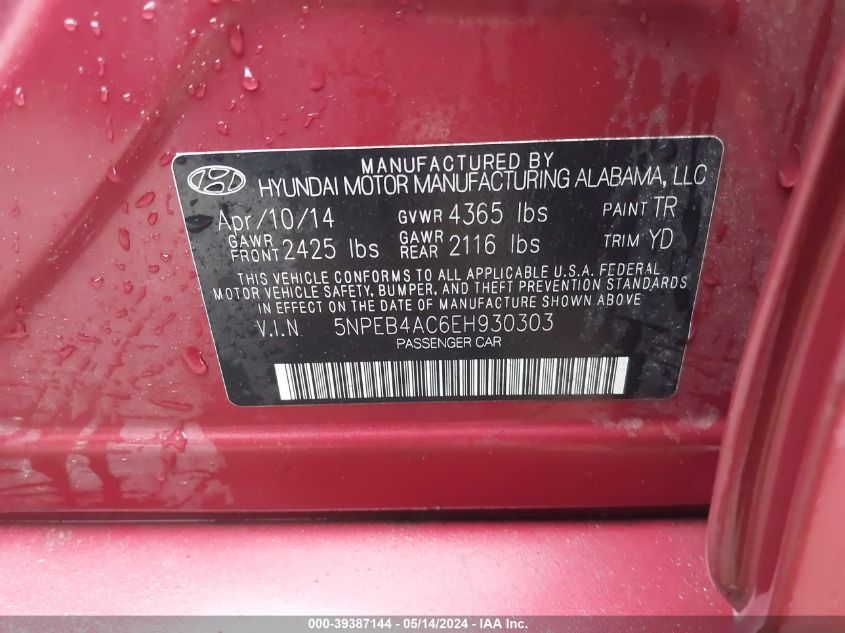 MANUFACTURED BY
HYUNDAI MOTOR MANUFACTURING ALABAMA, LLC
Apr/10/14 GVWR 4365 lbs PAINT TR
GAWR FRONT 2425 lbs GAWR REAR 2116 lbs TRIM YD
THIS VEHICLE CONFORMS TO ALL APPLICABLE U.S.A. FEDERAL
MOTOR VEHICLE SAFETY, BUMPER, AND THEFT PREVENTION STANDARDS
IN EFFECT ON THE DATE OF MANUFACTURE SHOWN ABOVE
V.I.N 5NPEB4AC6EH930303
PASSENGER CAR
000-39387144 - 05/14/2024 - IAA Inc.